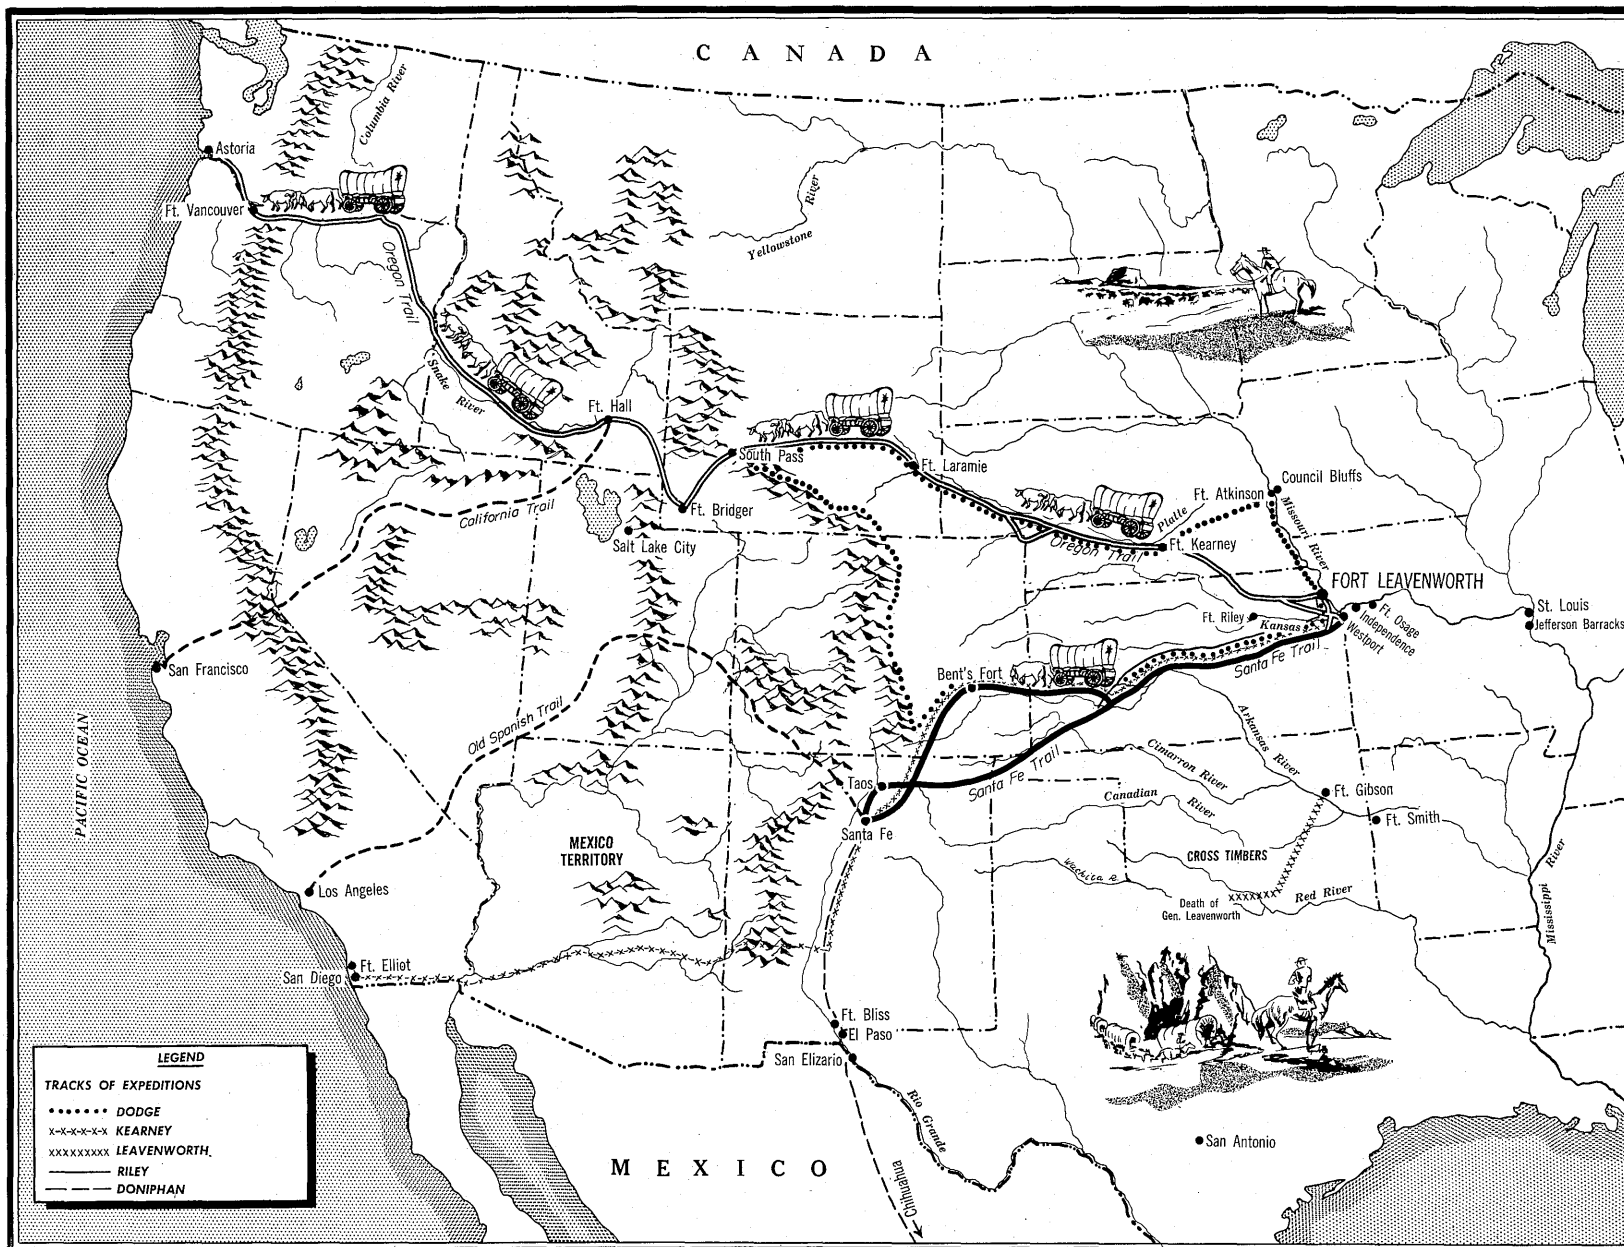 CANADA
Columbia River
Astoria
Ft. Vancouver
Oregon Trail
Yellowstone
River
Snake
River
Ft. Hall
South Pass
Ft. Laramie
Ft. Bridger
California Trail
Salt Lake City
Council Bluffs
Ft. Atkinson
Missouri River
Platte
Ft. Kearney
Oregon Trail
FORT LEAVENWORTH
Ft. Riley
Kansas
Ft. Osage
Independence
Westport
St. Louis
Jefferson Barracks
Santa Fe Trail
San Francisco
Bent's Fort
PACIFIC OCEAN
Old Spanish Trail
Arkansas River
Cimarron River
Santa Fe Trail
Taos
Santa Fe
Canadian
River
Ft. Gibson
Ft. Smith
MEXICO
TERRITORY
CROSS TIMBERS
Wachita R.
Death of
Gen. Leavenworth
Red River
Mississippi River
Los Angeles
Ft. Elliot
San Diego
Ft. Bliss
El Paso
San Elizario
Rio Grande
San Antonio
Chihuahua
MEXICO
LEGEND
TRACKS OF EXPEDITIONS
DODGE
KEARNEY
LEAVENWORTH
RILEY
DONIPHAN